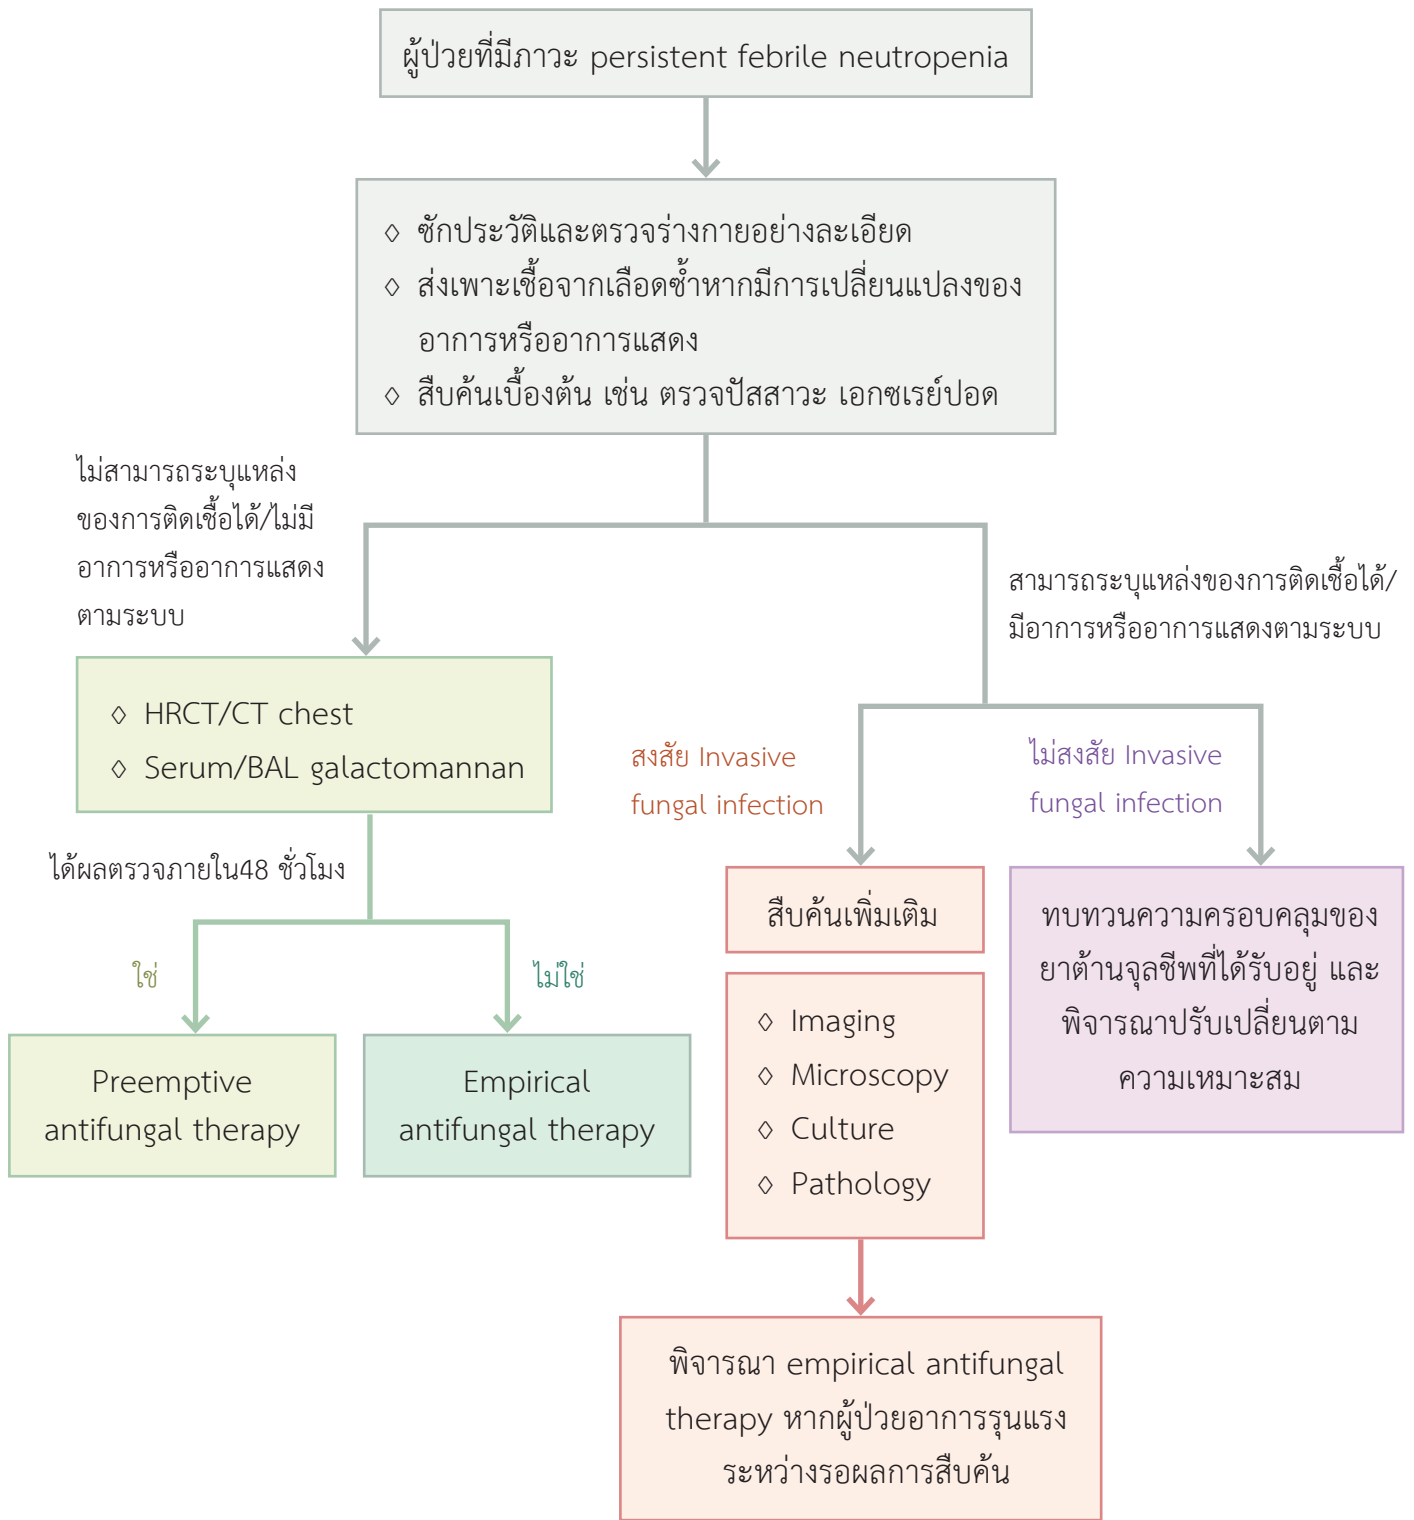 ผู้ป่วยที่มีภาวะ persistent febrile neutropenia
◊ ซักประวัติและตรวจร่างกายอย่างละเอียด
◊ ส่งเพาะเชื้อจากเลือดซ้ำหากมีการเปลี่ยนแปลงของ
อาการหรืออาการแสดง
◊ สืบค้นเบื้องต้น เช่น ตรวจปัสสาวะ เอกซเรย์ปอด
ไม่สามารถระบุแหล่ง
ของการติดเชื้อได้/ไม่มี
อาการหรืออาการแสดง
ตามระบบ
◊ HRCT/CT chest
◊ Serum/BAL galactomannan
ได้ผลตรวจภายใน48 ชั่วโมง
ใช่
ไม่ใช่
Preemptive
antifungal therapy
Empirical
antifungal therapy
สามารถระบุแหล่งของการติดเชื้อได้/
มีอาการหรืออาการแสดงตามระบบ
สงสัย Invasive
fungal infection
ไม่สงสัย Invasive
fungal infection
สืบค้นเพิ่มเติม
◊ Imaging
◊ Microscopy
◊ Culture
◊ Pathology
พิจารณา empirical antifungal
therapy หากผู้ป่วยอาการรุนแรง
ระหว่างรอผลการสืบค้น
ทบทวนความครอบคลุมของ
ยาต้านจุลชีพที่ได้รับอยู่ และ
พิจารณาปรับเปลี่ยนตาม
ความเหมาะสม